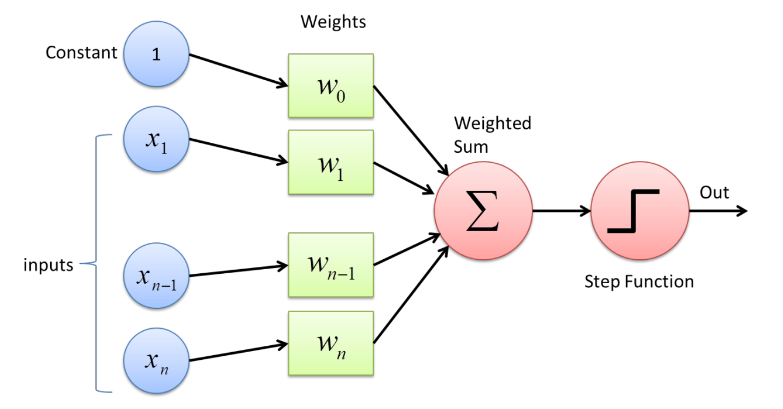 Weights
Constant
1
w₀
x₁
w₁
Weighted
Sum
∑
Out
inputs
xₙ₋₁
wₙ₋₁
Step Function
xₙ
wₙ